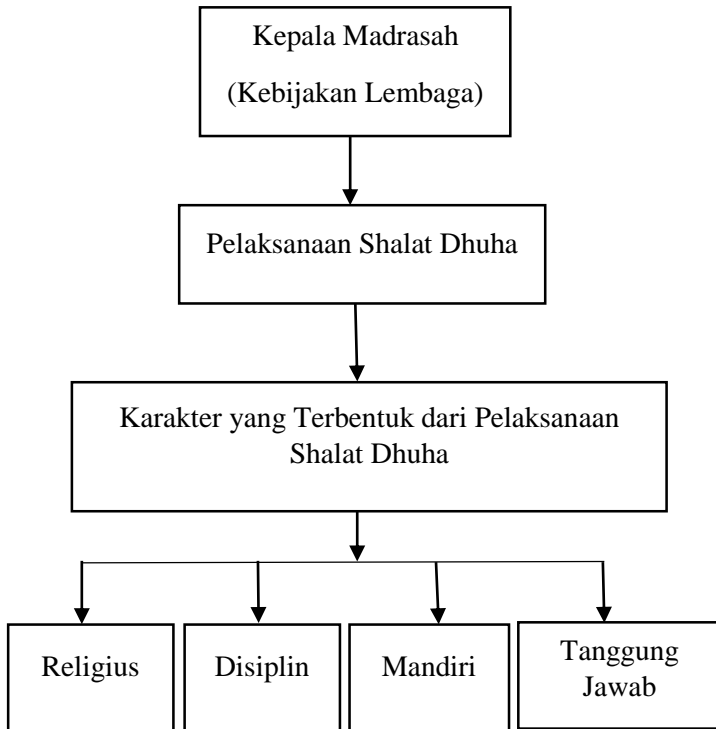 Kepala Madrasah
(Kebijakan Lembaga)
Pelaksanaan Shalat Dhuha
Karakter yang Terbentuk dari Pelaksanaan
Shalat Dhuha
Religius
Disiplin
Mandiri
Tanggung
Jawab